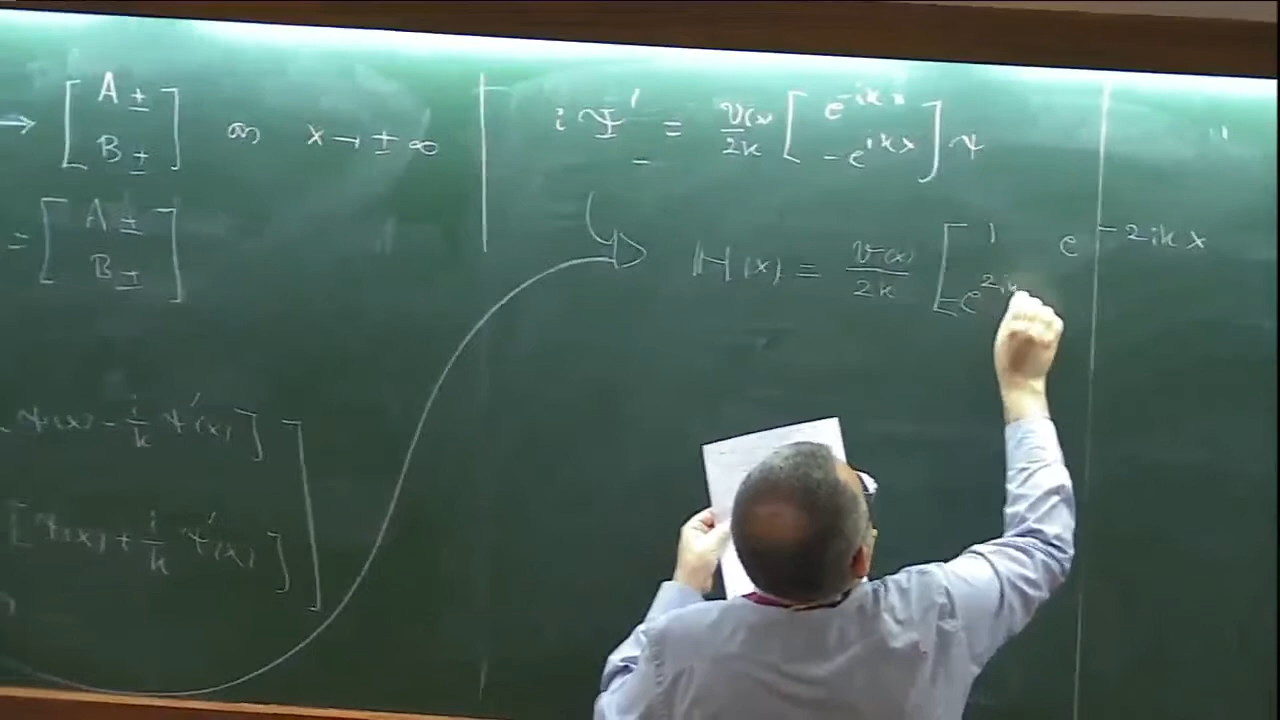 → [ A± B± ] as x → ± ∞
= [ A± B± ]
ψ(x) - i/k ψ'(x) ]
[ ψ(x) + i/k ψ'(x) ]
i Ψ' = v(x)/2k [ e^{-ikx} -e^{ikx} ] ψ
H(x) = v(x)/2k [ 1 e^{-2ikx}
-e^{2ik